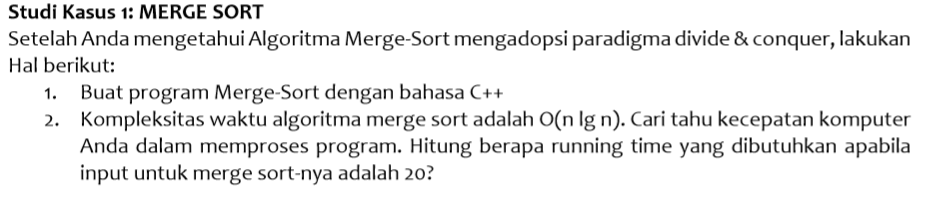 Studi Kasus 1: MERGE SORT
Setelah Anda mengetahui Algoritma Merge-Sort mengadopsi paradigma divide & conquer, lakukan
Hal berikut:
1. Buat program Merge-Sort dengan bahasa C++
2. Kompleksitas waktu algoritma merge sort adalah O(n lg n). Cari tahu kecepatan komputer
Anda dalam memproses program. Hitung berapa running time yang dibutuhkan apabila
input untuk merge sort-nya adalah 20?